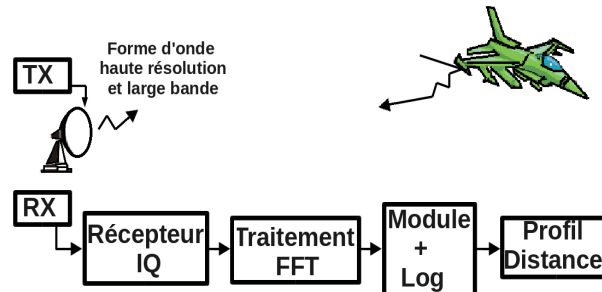 Forme d'onde
haute résolution
et large bande
TX
RX
Récepteur
IQ
Traitement
FFT
Module
+
Log
Profil
Distance